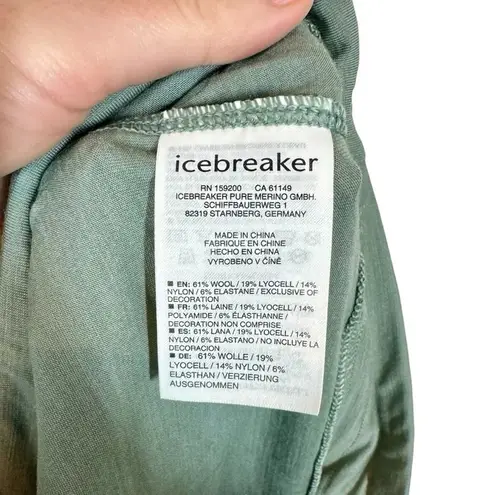 icebreaker
RN 159200 CA 61149
ICEBREAKER PURE MERINO GMBH.
SCHIFFBAUERWEG 1
82319 STARNBERG, GERMANY
MADE IN CHINA
FABRIQUE EN CHINE
HECHO EN CHINA
VYROBENO V ČÍNĚ
■ EN: 61% WOOL / 19% LYOCELL / 14%
NYLON / 6% ELASTANE / EXCLUSIVE OF
DECORATION
■ FR: 61% LAINE / 19% LYOCELL / 14%
POLYAMIDE / 6% ÉLASTHANNE /
DECORATION NON COMPRISE
■ ES: 61% LANA / 19% LYOCELL / 14%
NYLON / 6% ELASTANO / NO INCLUYE LA
DECORACION
■ DE: 61% WOLLE / 19%
LYOCELL / 14% NYLON / 6%
ELASTHAN / VERZIERUNG
AUSGENOMMEN